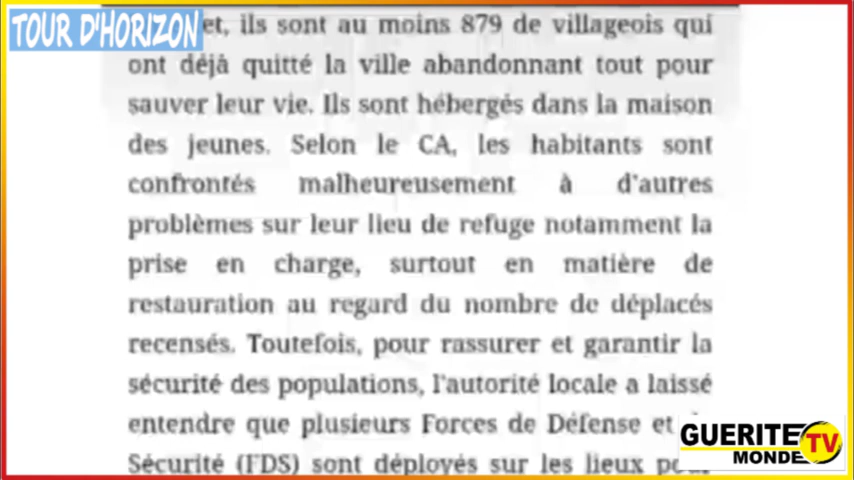 TOUR D'HORIZON
et, ils sont au moins 879 de villageois qui
ont déjà quitté la ville abandonnant tout pour
sauver leur vie. Ils sont hébergés dans la maison
des jeunes. Selon le CA, les habitants sont
confrontés malheureusement à d'autres
problèmes sur leur lieu de refuge notamment la
prise en charge, surtout en matière de
restauration au regard du nombre de déplacés
recensés. Toutefois, pour rassurer et garantir la
sécurité des populations, l'autorité locale a laissé
entendre que plusieurs Forces de Défense et
Sécurité (FDS) sont déployés sur les lieux
GUERITE TV
MONDE